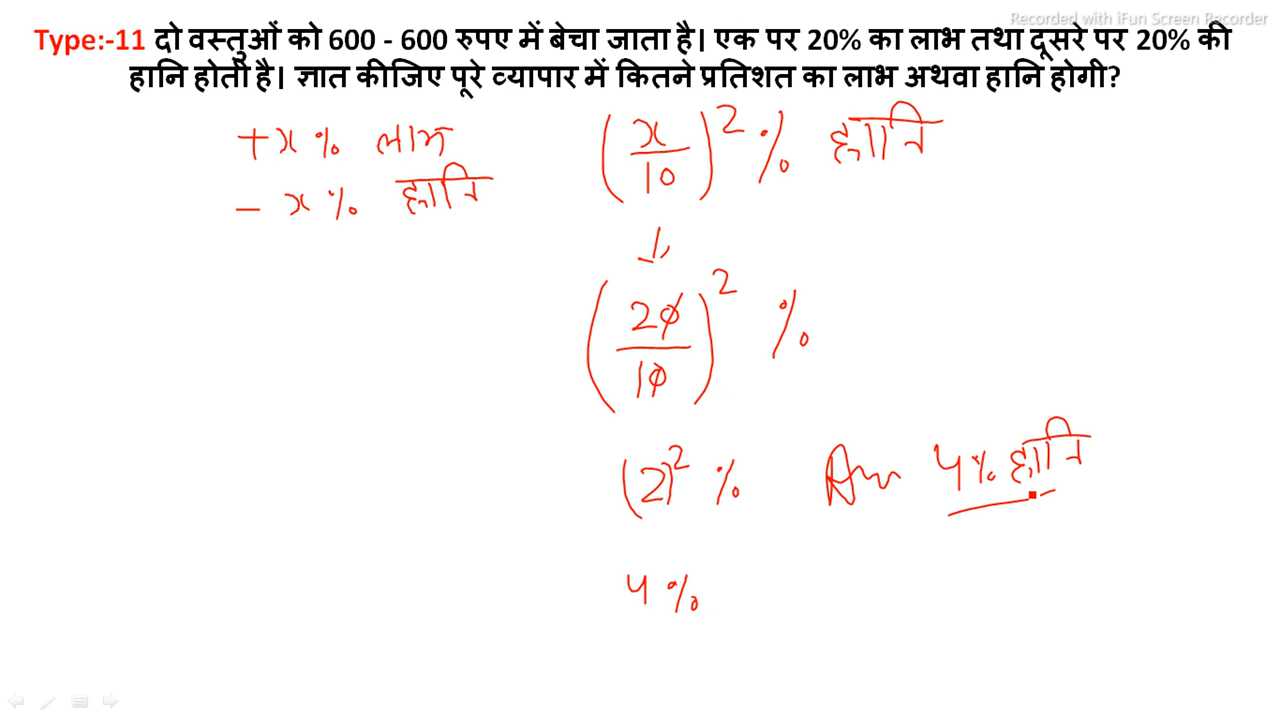 Recorded with iFun Screen Recorder
Type:-11 दो वस्तुओं को 600 - 600 रुपए में बेचा जाता है। एक पर 20% का लाभ तथा दूसरे पर 20% की
हानि होती है। ज्ञात कीजिए पूरे व्यापार में कितने प्रतिशत का लाभ अथवा हानि होगी?
+x% लाभ
- x% हानि
(x/10)² % हानि
↓
(20/10)² %
(2)² %
Ans 4% हानि
4%